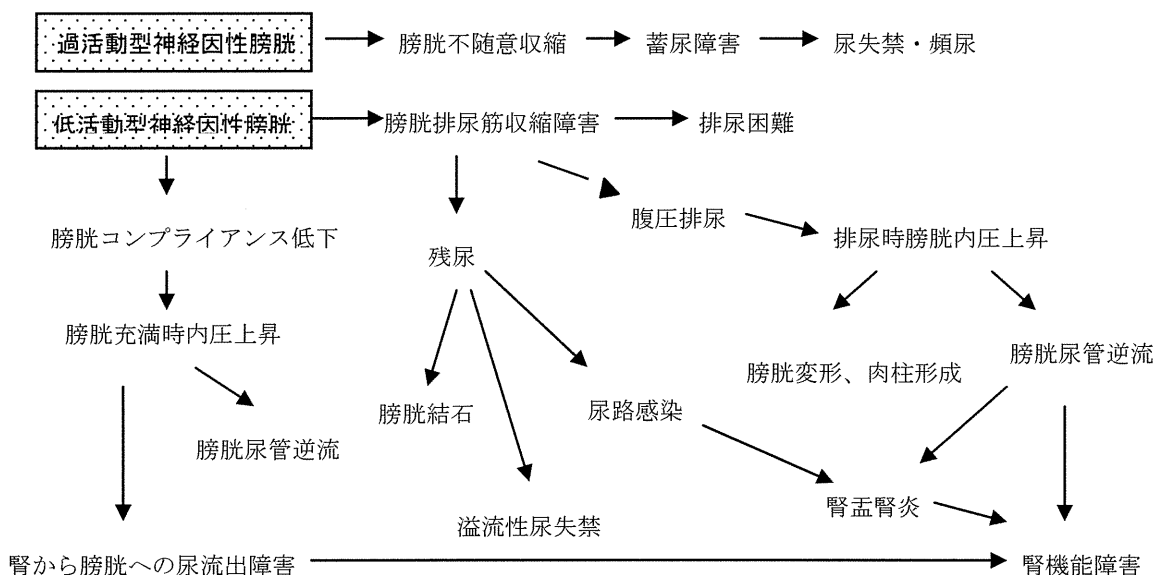 過活動型神経因性膀胱
膀胱不随意収縮
蓄尿障害
尿失禁・頻尿
低活動型神経因性膀胱
膀胱排尿筋収縮障害
排尿困難
膀胱コンプライアンス低下
残尿
腹圧排尿
排尿時膀胱内圧上昇
膀胱充満時内圧上昇
膀胱尿管逆流
膀胱結石
尿路感染
膀胱変形、肉柱形成
膀胱尿管逆流
溢流性尿失禁
腎盂腎炎
腎から膀胱への尿流出障害
腎機能障害